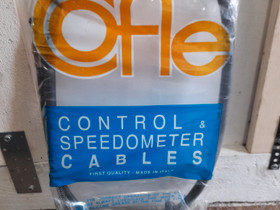 Cofle
CONTROL &
SPEEDOMETER
CABLES
FIRST QUALITY - MADE IN ITALY